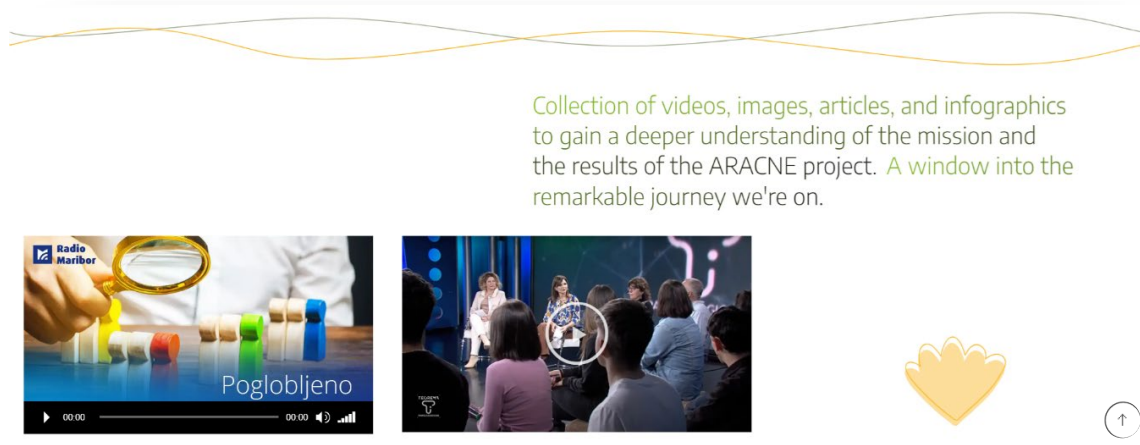 Collection of videos, images, articles, and infographics
to gain a deeper understanding of the mission and
the results of the ARACNE project. A window into the
remarkable journey we're on.
Radio
Maribor
Poglobljeno
00:00
00:00